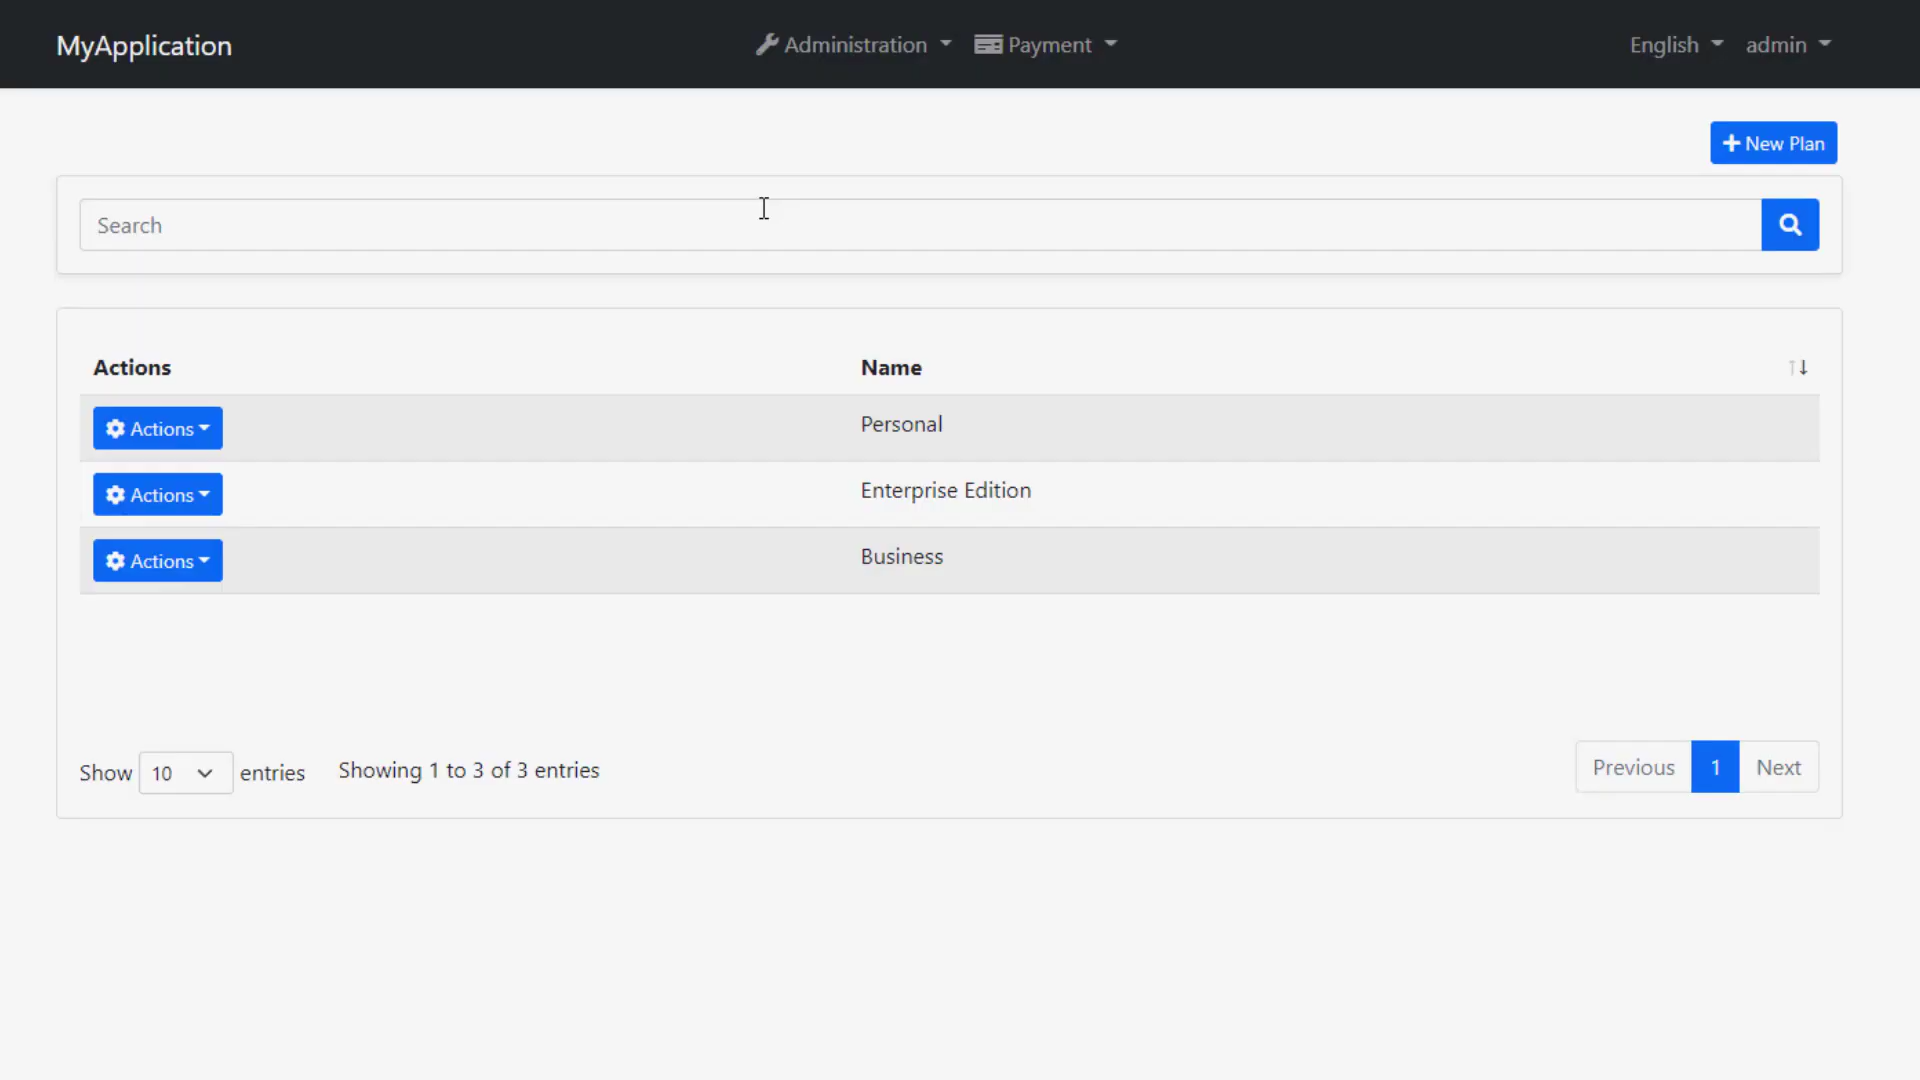 MyApplication Administration Payment English admin
New Plan
Search
Actions Name
Actions Personal
Actions Enterprise Edition
Actions Business
Show 10 entries Showing 1 to 3 of 3 entries Previous 1 Next